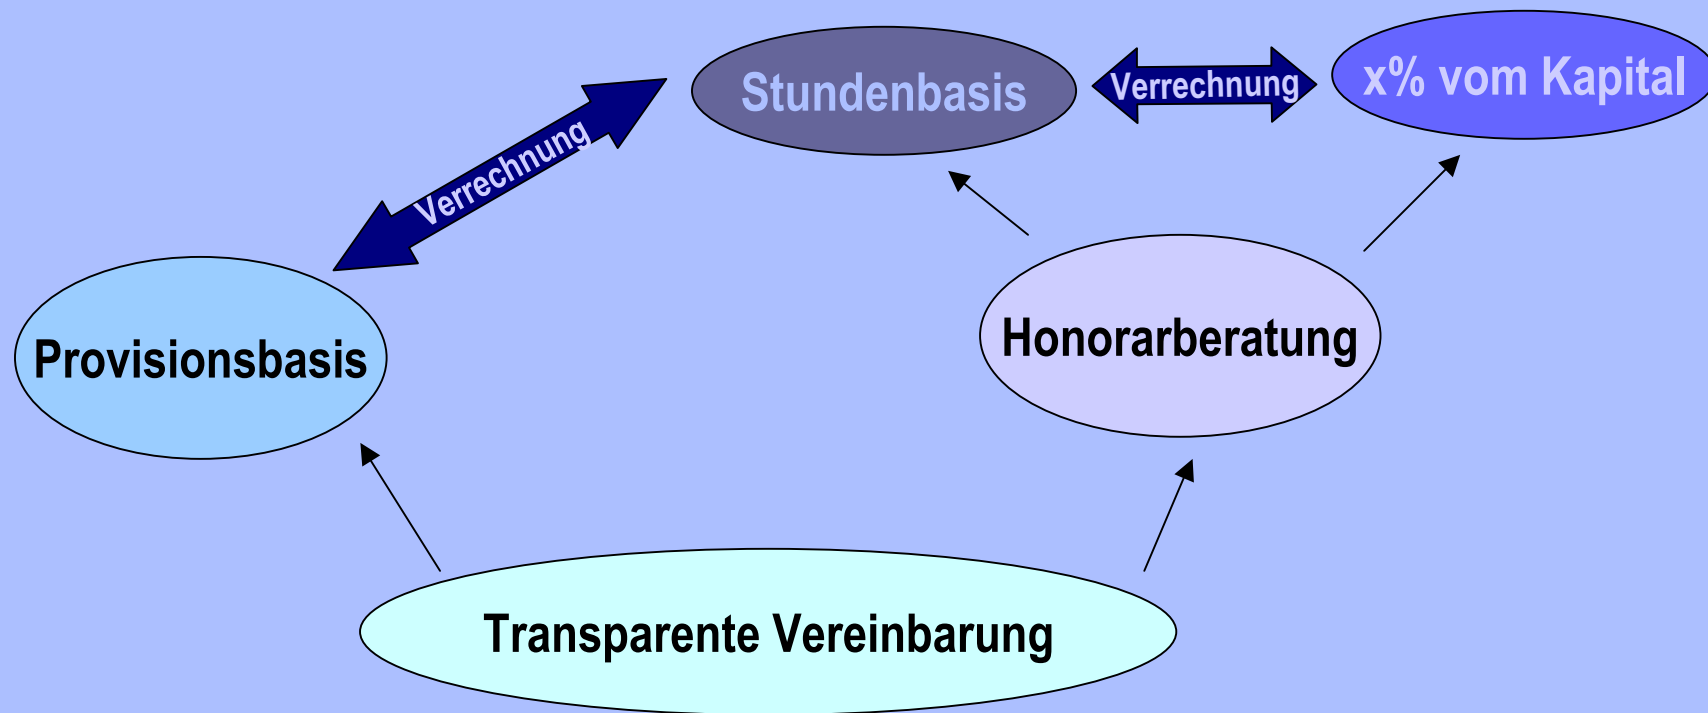 Stundenbasis
Verrechnung
x% vom Kapital
Verrechnung
Provisionsbasis
Honorarberatung
Transparente Vereinbarung